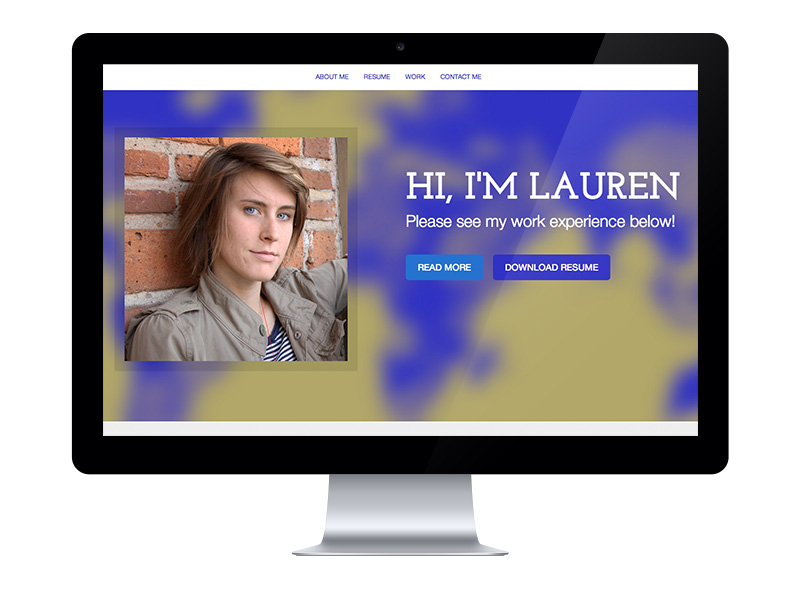 ABOUT ME RESUME WORK CONTACT ME
HI, I'M LAUREN
Please see my work experience below!
READ MORE DOWNLOAD RESUME